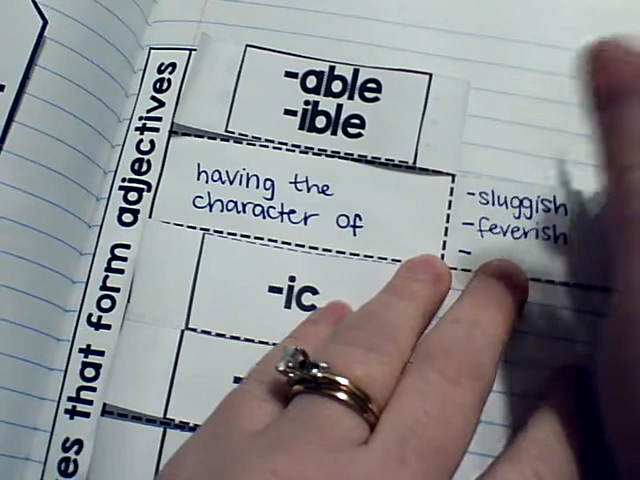 es that form adjectives
-able
-ible
having the
character of
-sluggish
-feverish
-
-ic
-